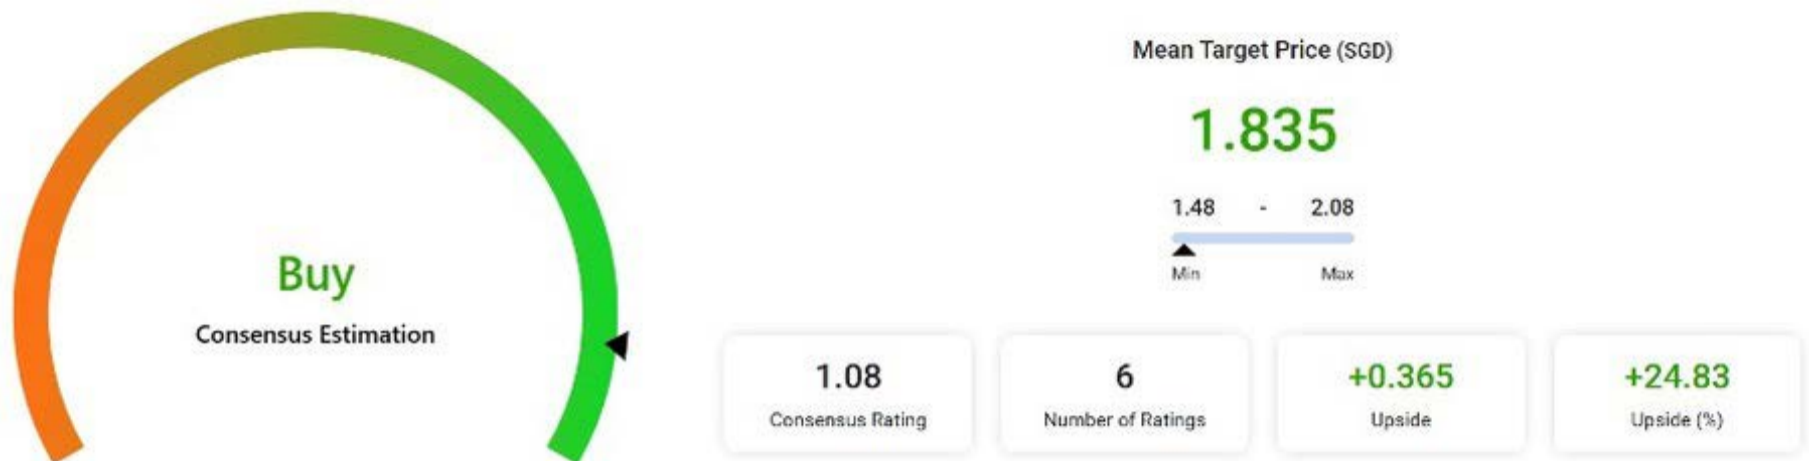 Buy
Consensus Estimation
Mean Target Price (SGD)
1.835
1.48 - 2.08
Min Max
1.08
Consensus Rating
6
Number of Ratings
+0.365
Upside
+24.83
Upside (%)